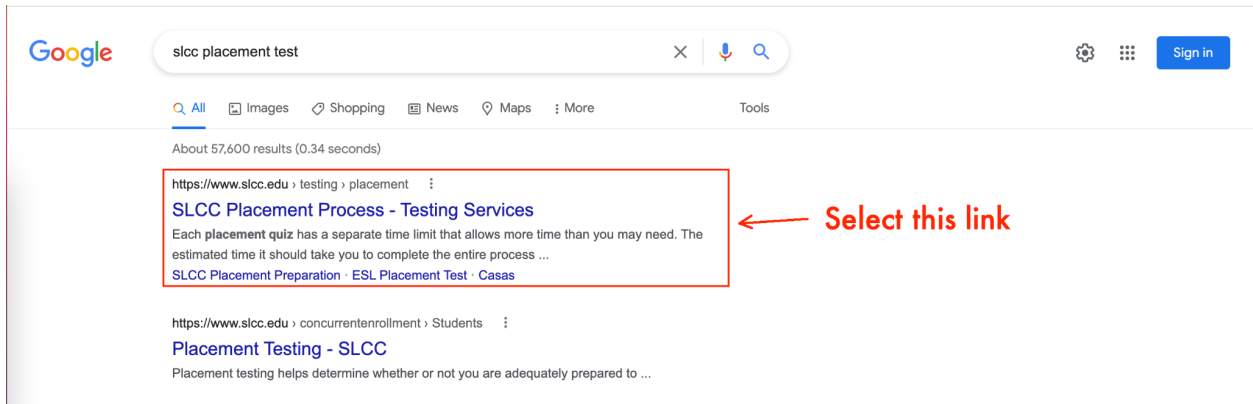 Google
slcc placement test
Sign in
All Images Shopping News Maps More Tools
About 57,600 results (0.34 seconds)
https://www.slcc.edu › testing › placement
SLCC Placement Process - Testing Services
Each placement quiz has a separate time limit that allows more time than you may need. The
estimated time it should take you to complete the entire process ...
SLCC Placement Preparation · ESL Placement Test · Casas
Select this link
https://www.slcc.edu › concurrentenrollment › Students
Placement Testing - SLCC
Placement testing helps determine whether or not you are adequately prepared to ...